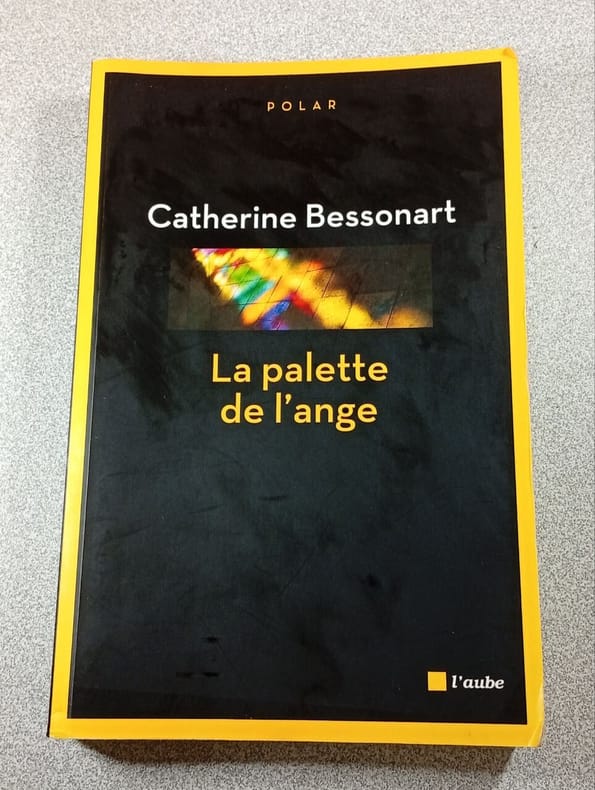 POLAR
Catherine Bessonart
La palette
de l'ange
l'aube